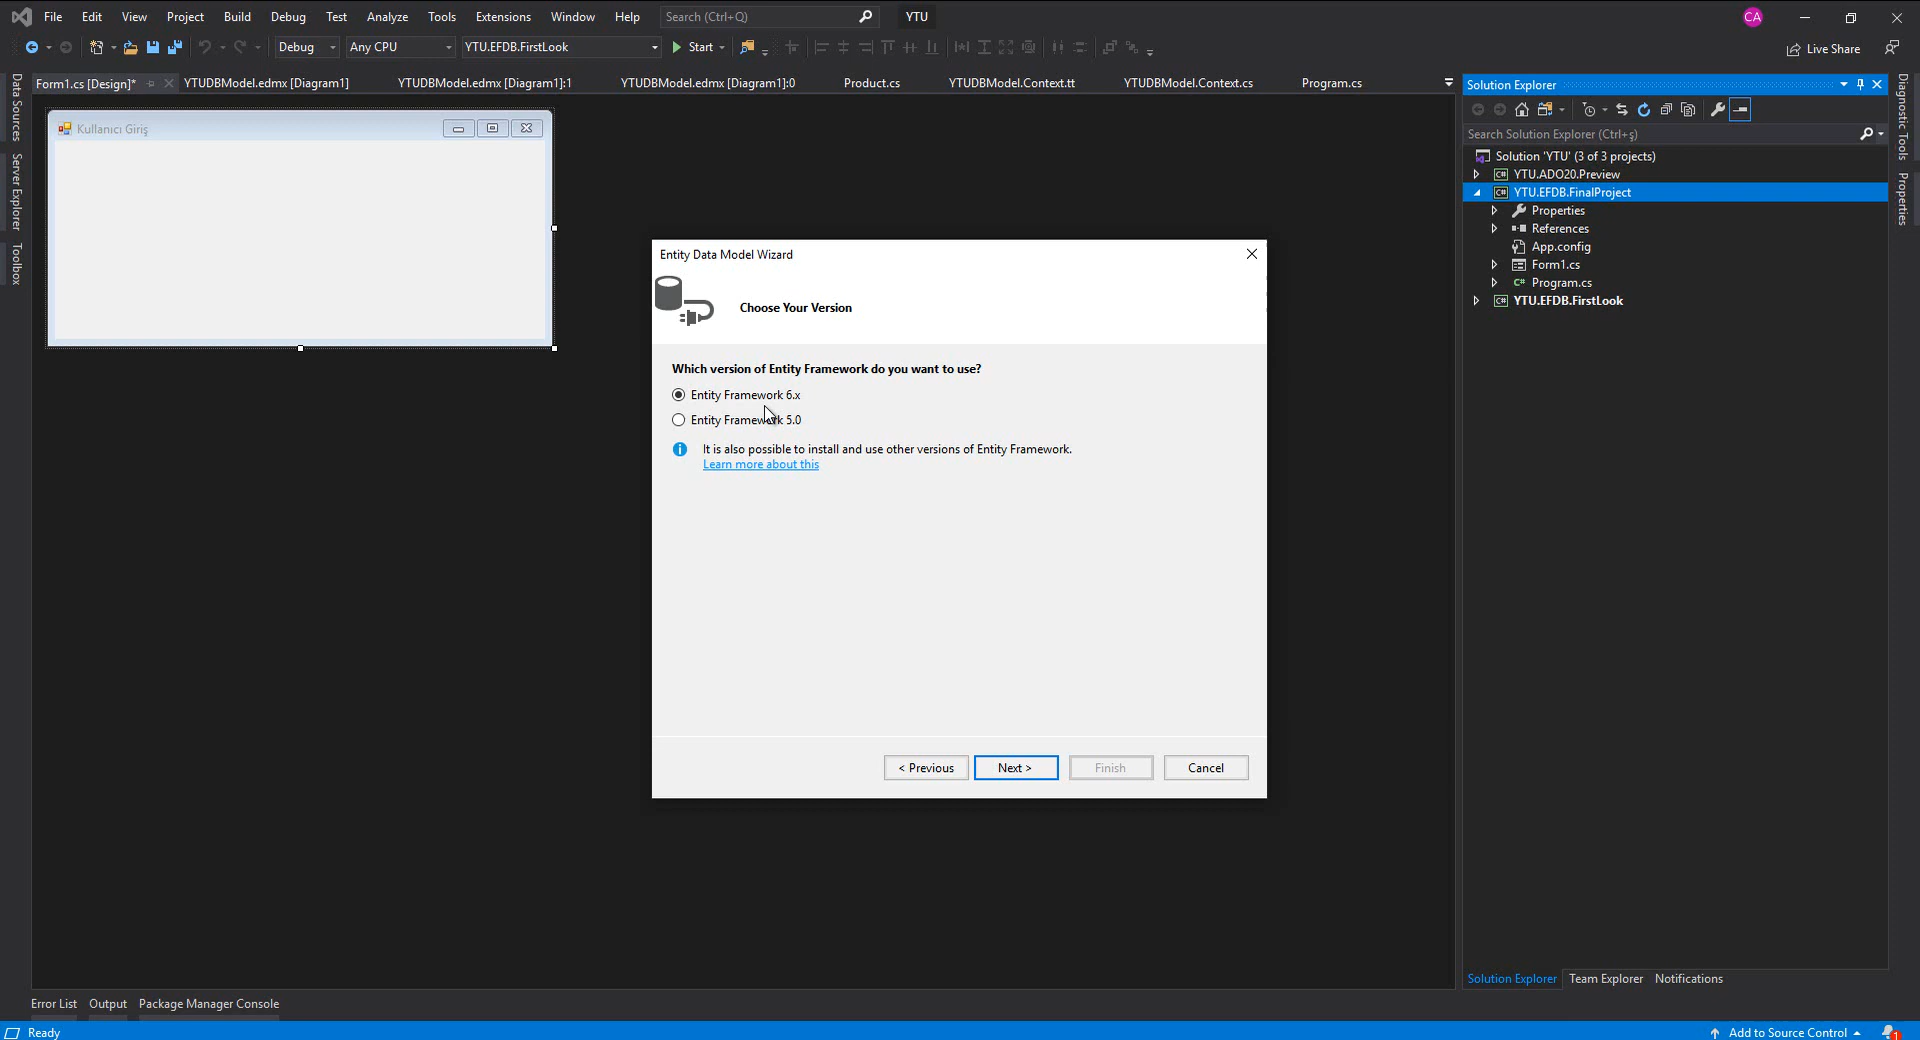 File Edit View Project Build Debug Test Analyze Tools Extensions Window Help Search (Ctrl+Q) YTU CA
Debug Any CPU YTU.EFDB.FirstLook Start Live Share
Form1.cs [Design]* YTUDBModel.edmx [Diagram1] YTUDBModel.edmx [Diagram1]:1 YTUDBModel.edmx [Diagram1]:0 Product.cs YTUDBModel.Context.tt YTUDBModel.Context.cs Program.cs
Data Sources
Server Explorer
Toolbox
Kullanıcı Giriş
Entity Data Model Wizard
Choose Your Version
Which version of Entity Framework do you want to use?
Entity Framework 6.x
Entity Framework 5.0
It is also possible to install and use other versions of Entity Framework.
Learn more about this
< Previous Next > Finish Cancel
Solution Explorer
Search Solution Explorer (Ctrl+ş)
Solution 'YTU' (3 of 3 projects)
C# YTU.ADO20.Preview
C# YTU.EFDB.FinalProject
Properties
References
App.config
Form1.cs
C# Program.cs
C# YTU.EFDB.FirstLook
Solution Explorer Team Explorer Notifications
Diagnostic Tools
Properties
Error List Output Package Manager Console
Ready Add to Source Control 1